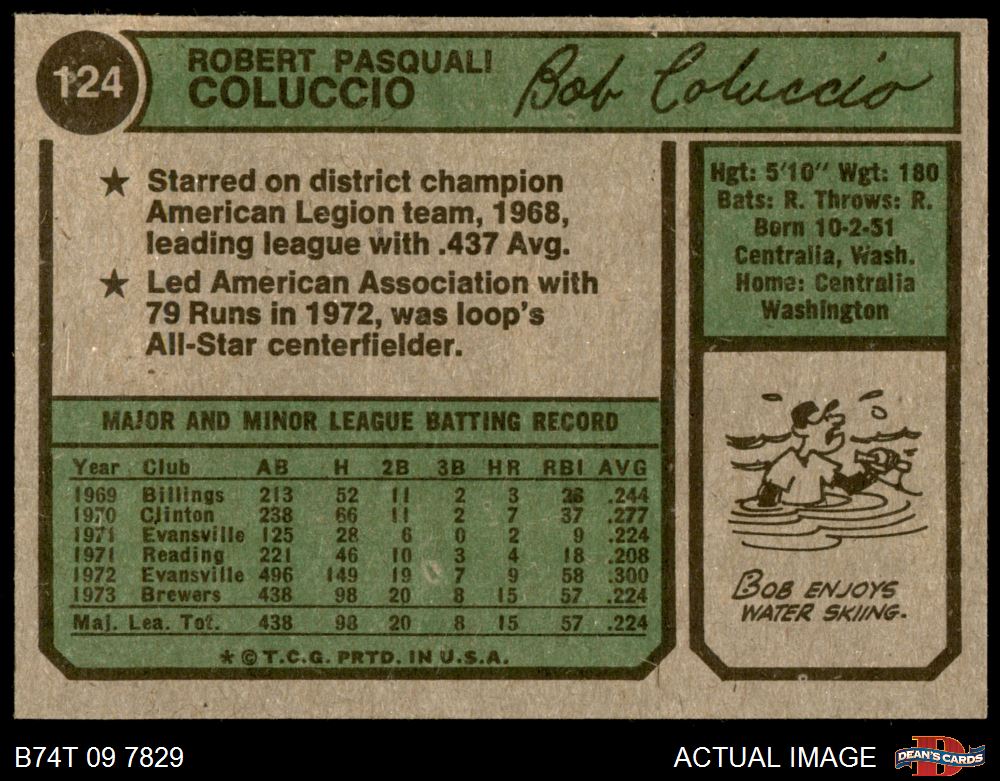 124
ROBERT PASQUALI
COLUCCIO
Bob Coluccio
★ Starred on district champion
American Legion team, 1968,
leading league with .437 Avg.
★ Led American Association with
79 Runs in 1972, was loop's
All-Star centerfielder.
Hgt: 5'10" Wgt: 180
Bats: R. Throws: R.
Born 10-2-51
Centralia, Wash.
Home: Centralia
Washington
MAJOR AND MINOR LEAGUE BATTING RECORD
Year Club AB H 2B 3B HR RBI AVG
1969 Billings 213 52 11 2 3 28 .244
1970 Clinton 238 66 11 2 7 37 .277
1971 Evansville 125 28 6 0 2 9 .224
1971 Reading 221 46 10 3 4 18 .208
1972 Evansville 496 149 19 7 9 58 .300
1973 Brewers 438 98 20 8 15 57 .224
Maj. Lea. Tot. 438 98 20 8 15 57 .224
★ © T.C.G. PRTD. IN U.S.A.
BOB ENJOYS
WATER SKIING.
B74T 09 7829
ACTUAL IMAGE
DEAN'S CARDS